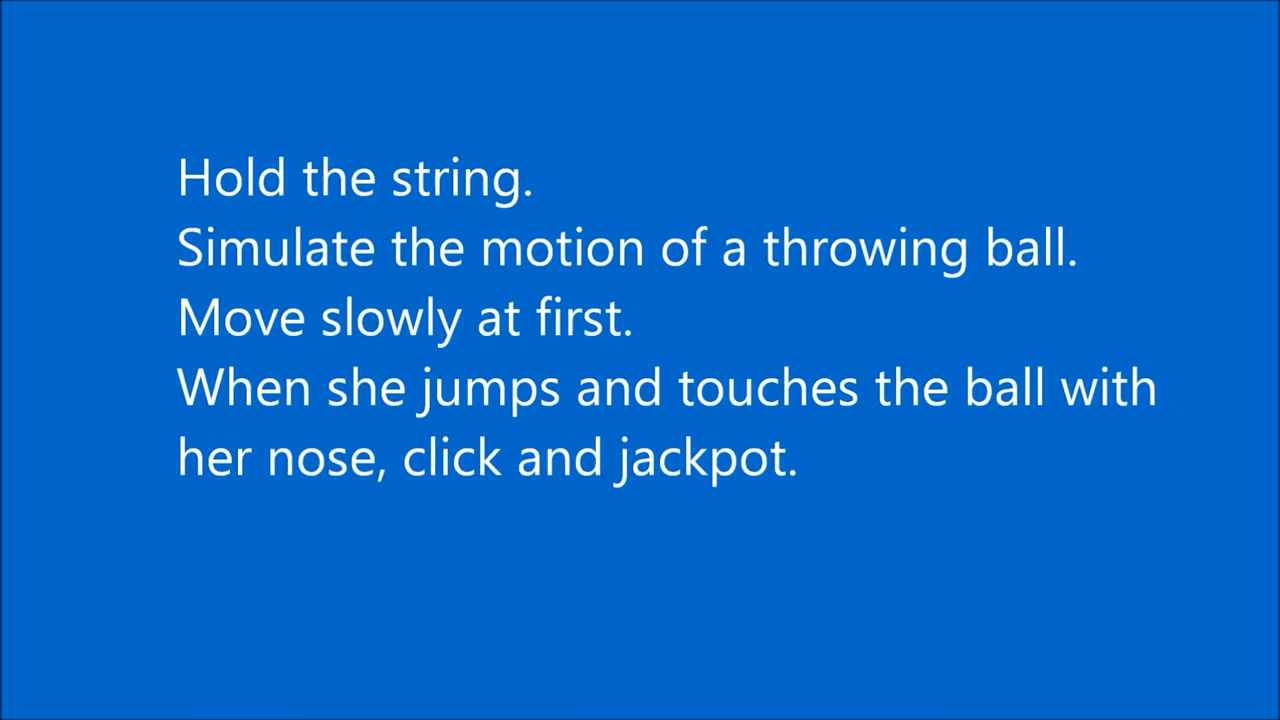 Hold the string.
Simulate the motion of a throwing ball.
Move slowly at first.
When she jumps and touches the ball with
her nose, click and jackpot.